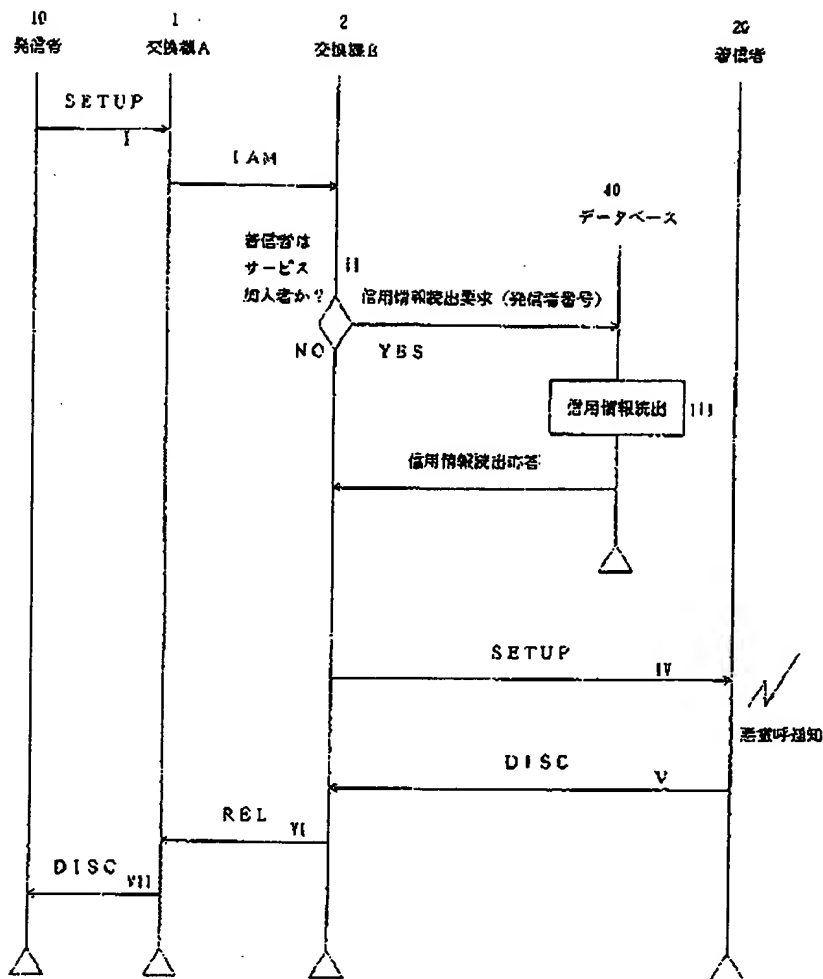 10
発信者
1
交換機A
2
交換機B
20
着信者
SETUP
I
IAM
40
データベース
着信者は
サービス
加入者か?
II
信用情報読出要求(発信者番号)
NO
YES
信用情報読出
III
信用情報読出応答
SETUP
IV
悪意呼通知
DISC
V
REL
VI
DISC
VII